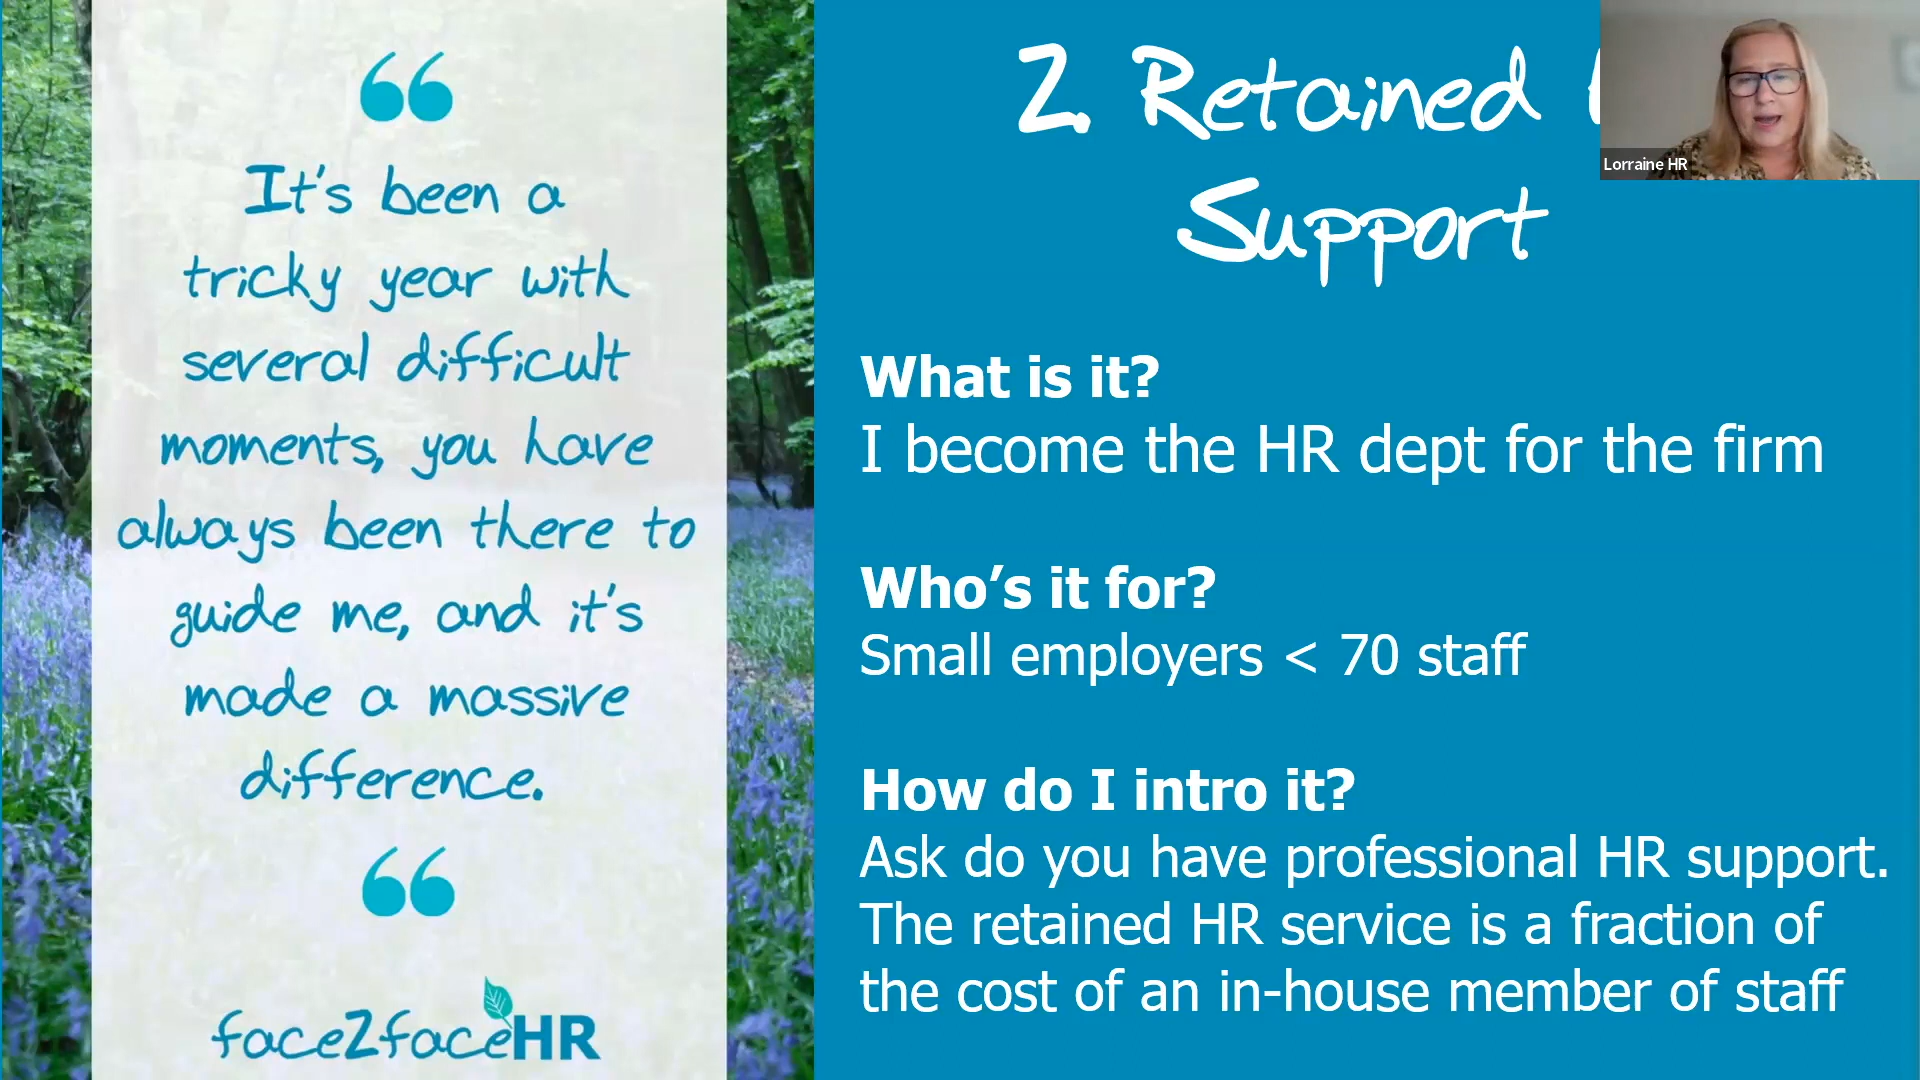 It's been a
tricky year with
several difficult
moments, you have
always been there to
guide me, and it's
made a massive
difference.
face2faceHR
2. Retained
Support
What is it?
I become the HR dept for the firm
Who's it for?
Small employers < 70 staff
How do I intro it?
Ask do you have professional HR support.
The retained HR service is a fraction of
the cost of an in-house member of staff
Lorraine HR